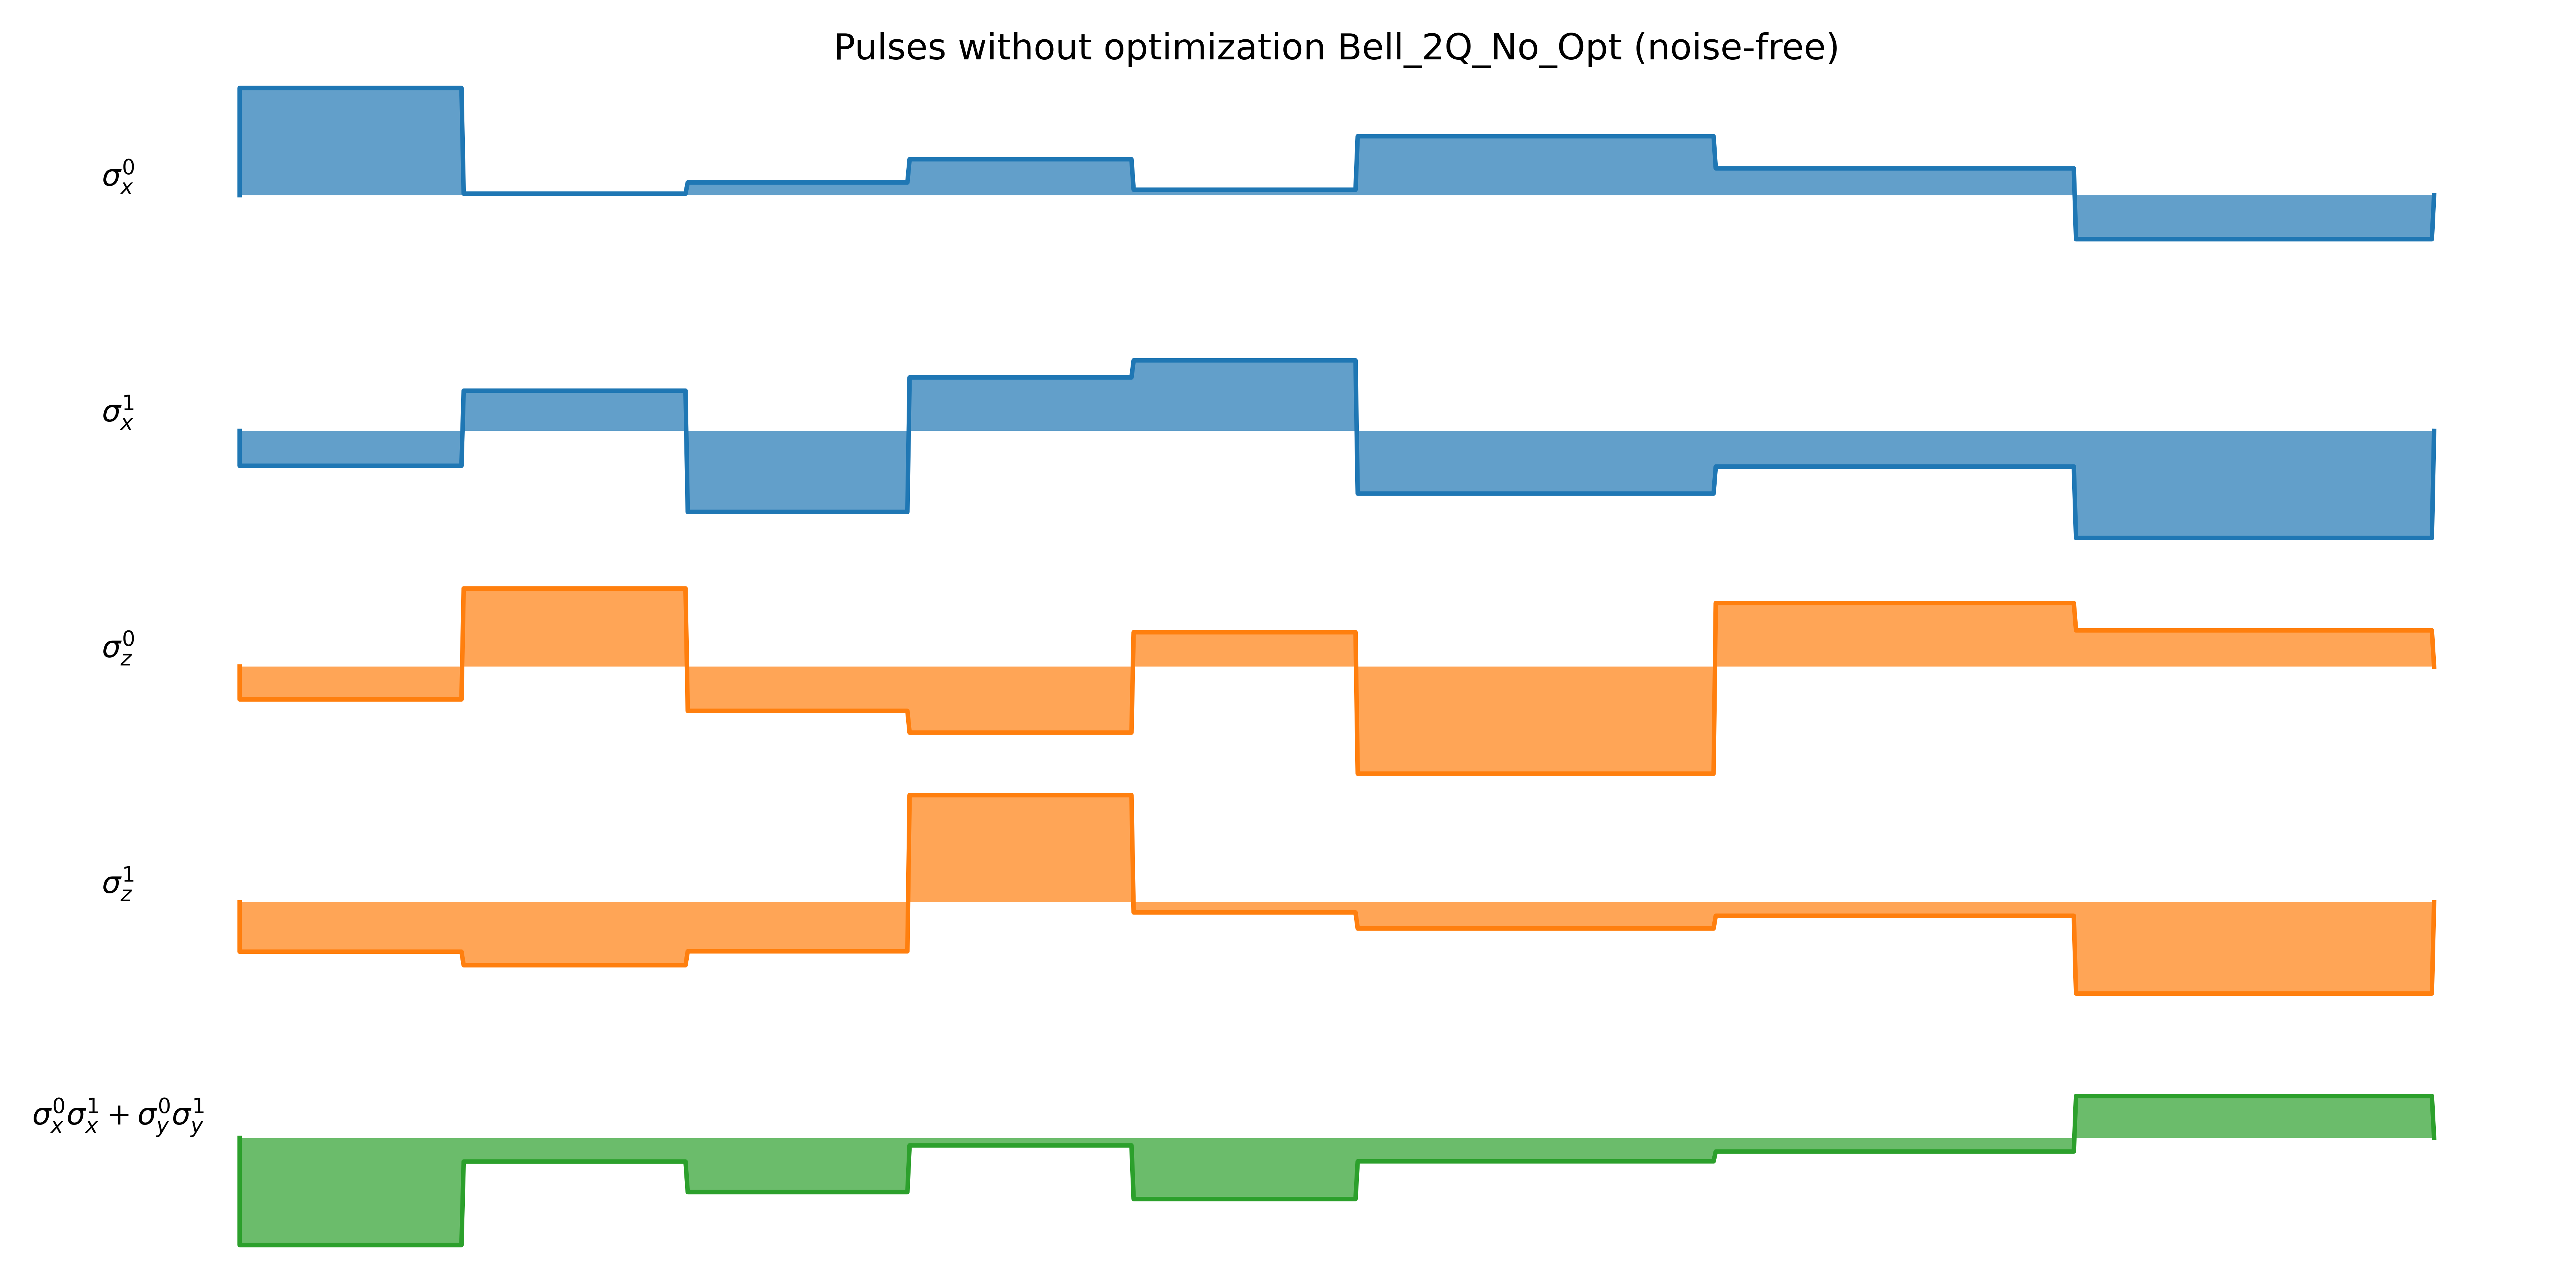 Pulses without optimization Bell_2Q_No_Opt (noise-free)
σ_x^0
σ_x^1
σ_z^0
σ_z^1
σ_x^0σ_x^1 + σ_y^0σ_y^1